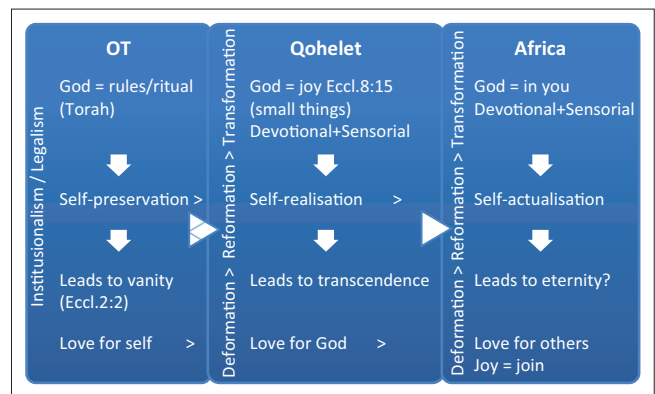 OT
Institusionalism / Legalism
God = rules/ritual
(Torah)
Self-preservation >
Leads to vanity
(Eccl.2:2)
Love for self >
Qohelet
Deformation > Reformation > Transformation
God = joy Eccl.8:15
(small things)
Devotional+Sensorial
Self-realisation >
Leads to transcendence
Love for God >
Africa
Deformation > Reformation > Transformation
God = in you
Devotional+Sensorial
Self-actualisation
Leads to eternity?
Love for others
Joy = join